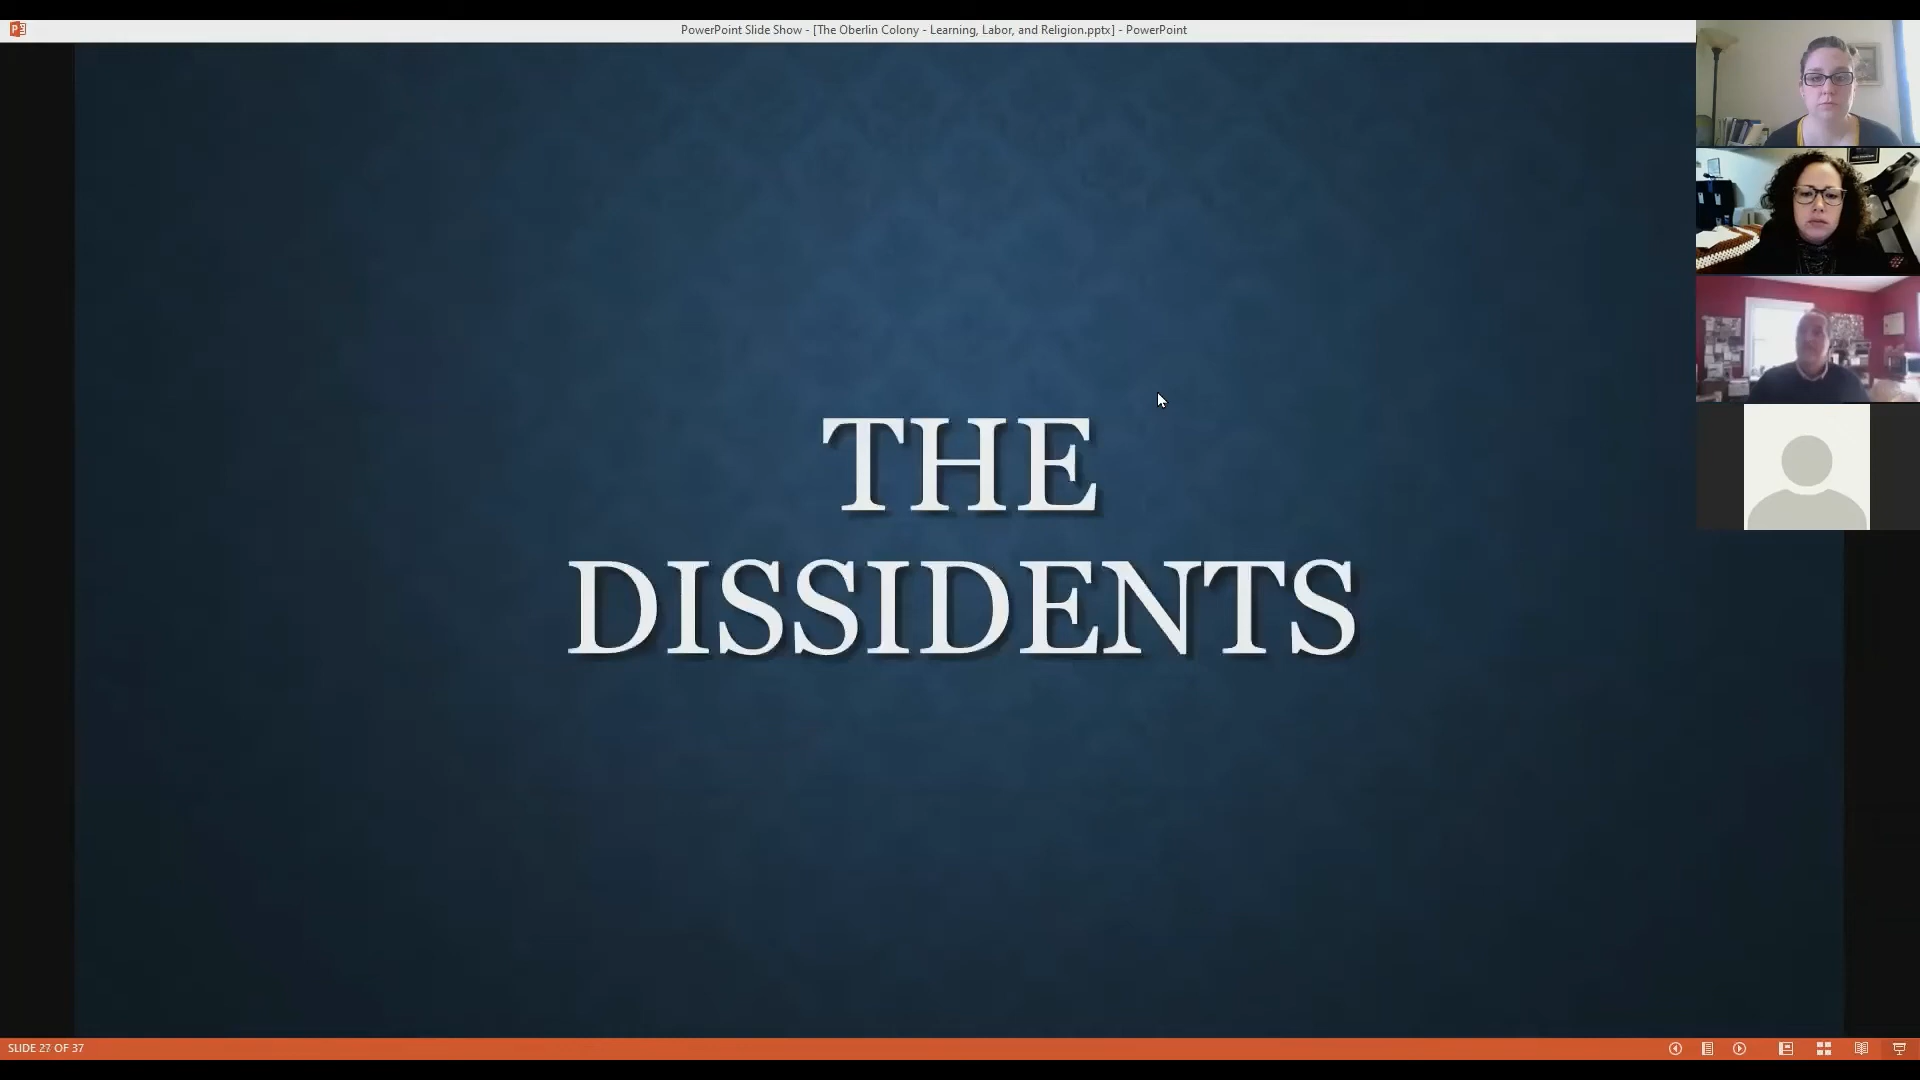 PowerPoint Slide Show - [The Oberlin Colony - Learning, Labor, and Religion.pptx] - PowerPoint
THE
DISSIDENTS
SLIDE 27 OF 37